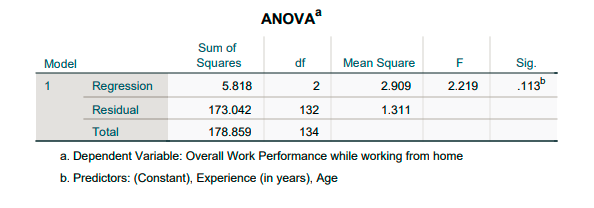 ANOVAa
Model Sum of Squares df Mean Square F Sig.
1 Regression 5.818 2 2.909 2.219 .113b
Residual 173.042 132 1.311
Total 178.859 134
a. Dependent Variable: Overall Work Performance while working from home
b. Predictors: (Constant), Experience (in years), Age